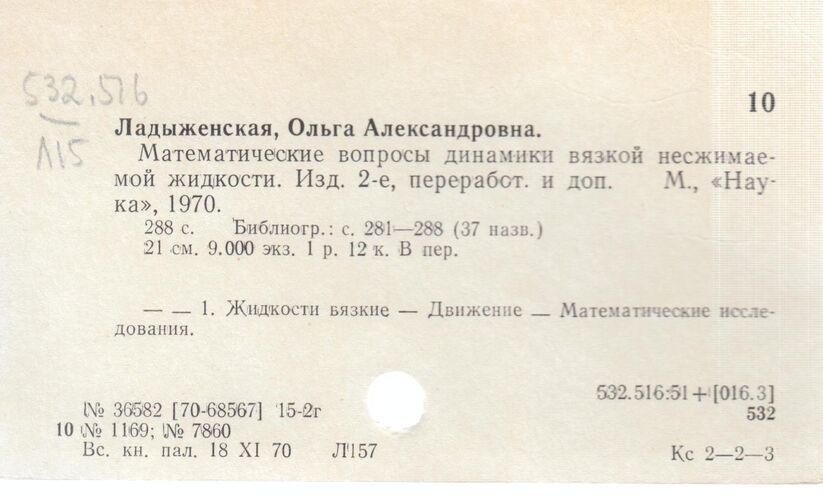 532.516
Л15
10
Ладыженская, Ольга Александровна.
Математические вопросы динамики вязкой несжимае-
мой жидкости. Изд. 2-е, переработ. и доп. М., «Нау-
ка», 1970.
288 с. Библиогр.: с. 281—288 (37 назв.)
21 см. 9.000 экз. 1 р. 12 к. В пер.
— — 1. Жидкости вязкие — Движение — Математические иссле-
дования.
532.516:51+[016.3]
№ 36582 [70-68567] 15-2г
532
10 № 1169; № 7860
Вс. кн. пал. 18 XI 70 Л157
Кс 2—2—3